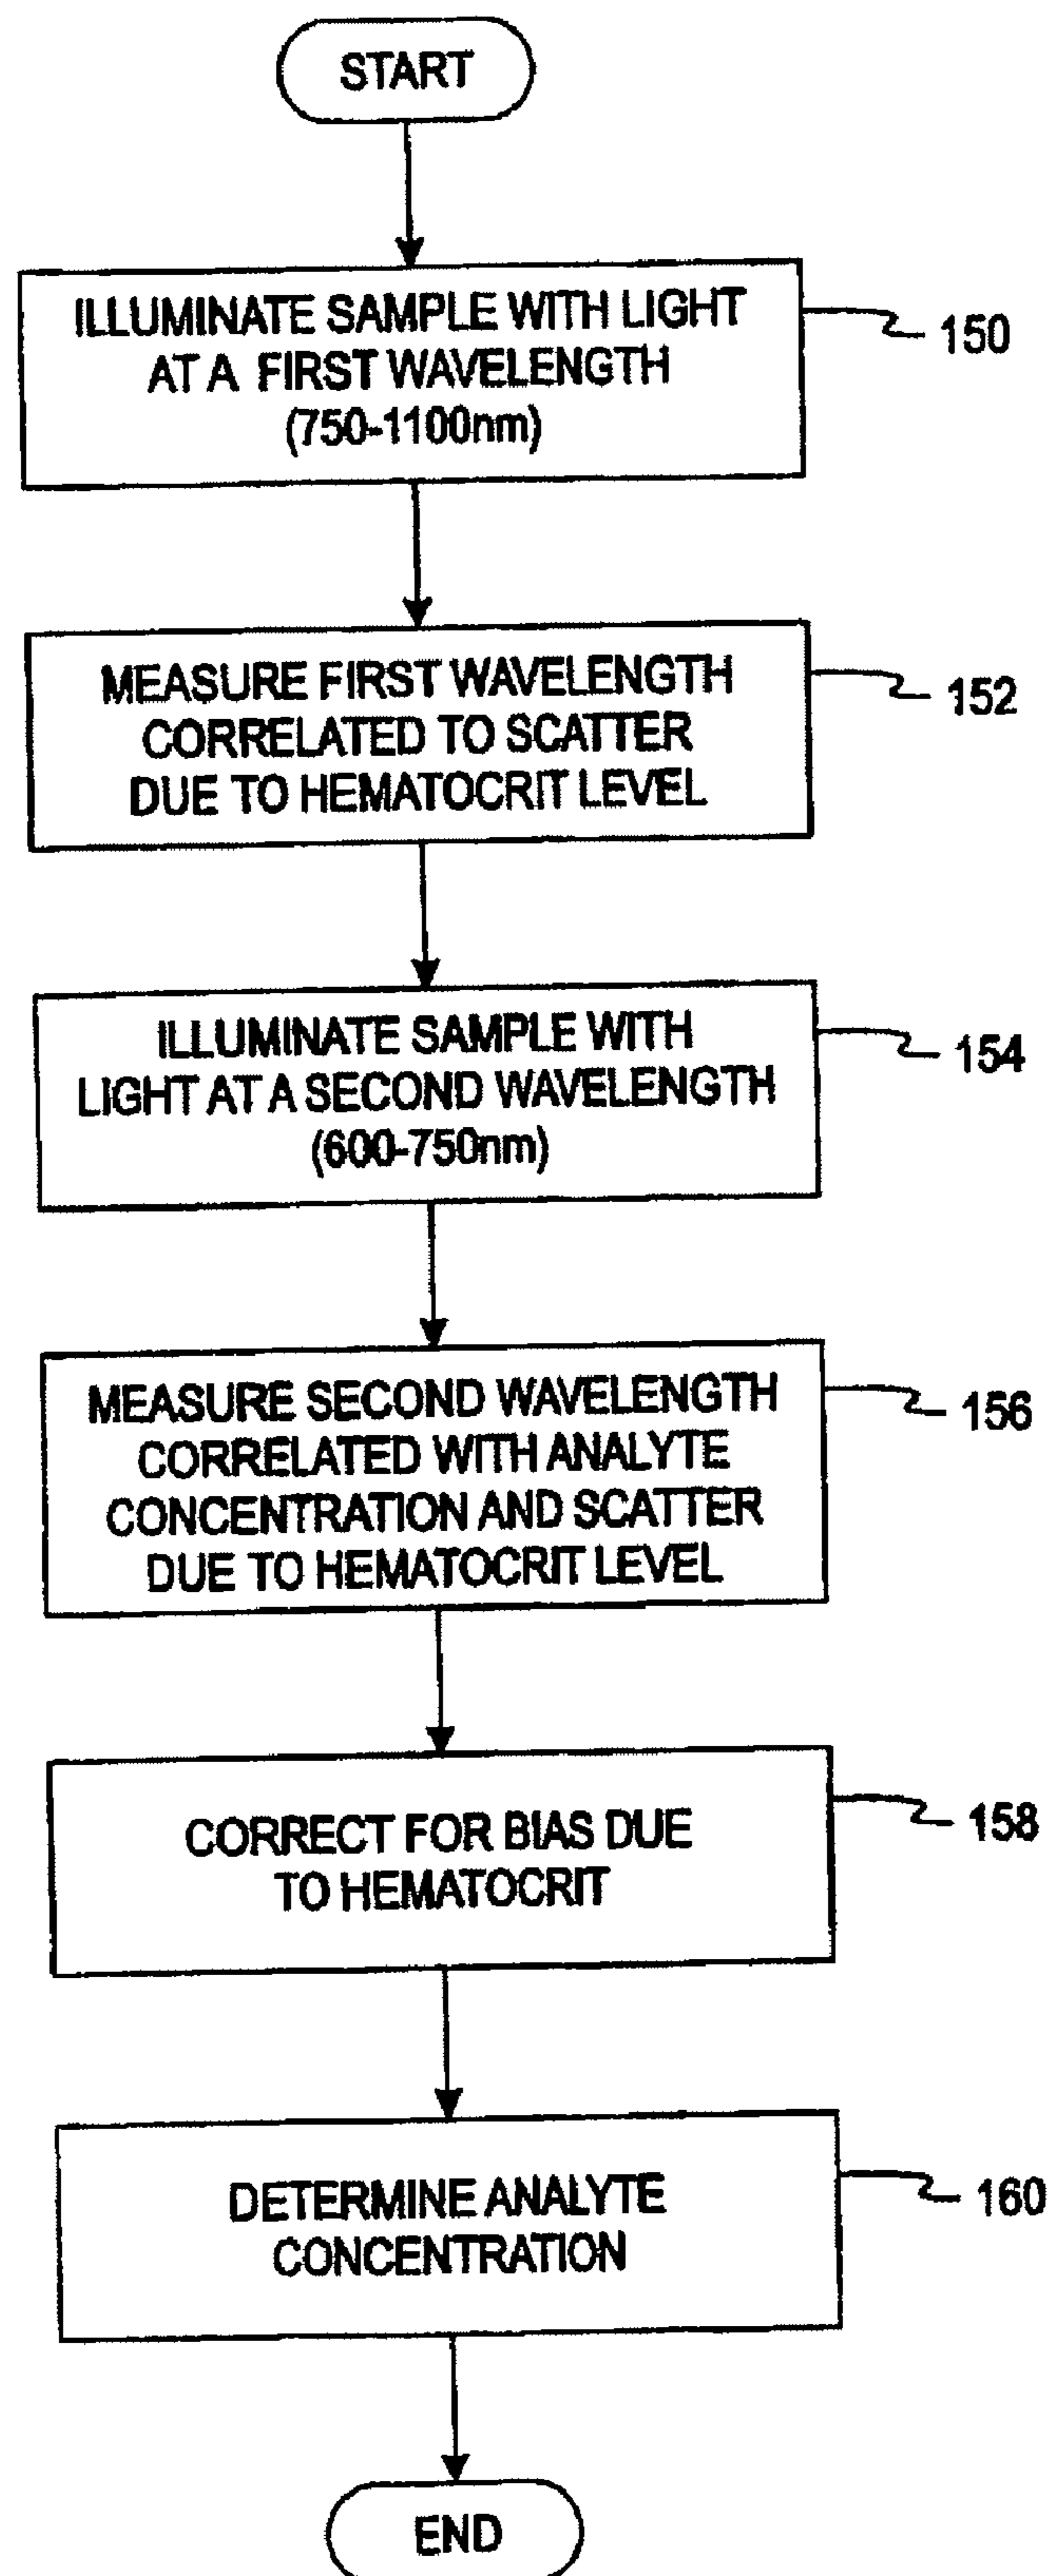 START
ILLUMINATE SAMPLE WITH LIGHT
AT A FIRST WAVELENGTH
(750-1100nm)
150
MEASURE FIRST WAVELENGTH
CORRELATED TO SCATTER
DUE TO HEMATOCRIT LEVEL
152
ILLUMINATE SAMPLE WITH
LIGHT AT A SECOND WAVELENGTH
(600-750nm)
154
MEASURE SECOND WAVELENGTH
CORRELATED WITH ANALYTE
CONCENTRATION AND SCATTER
DUE TO HEMATOCRIT LEVEL
156
CORRECT FOR BIAS DUE
TO HEMATOCRIT
158
DETERMINE ANALYTE
CONCENTRATION
160
END